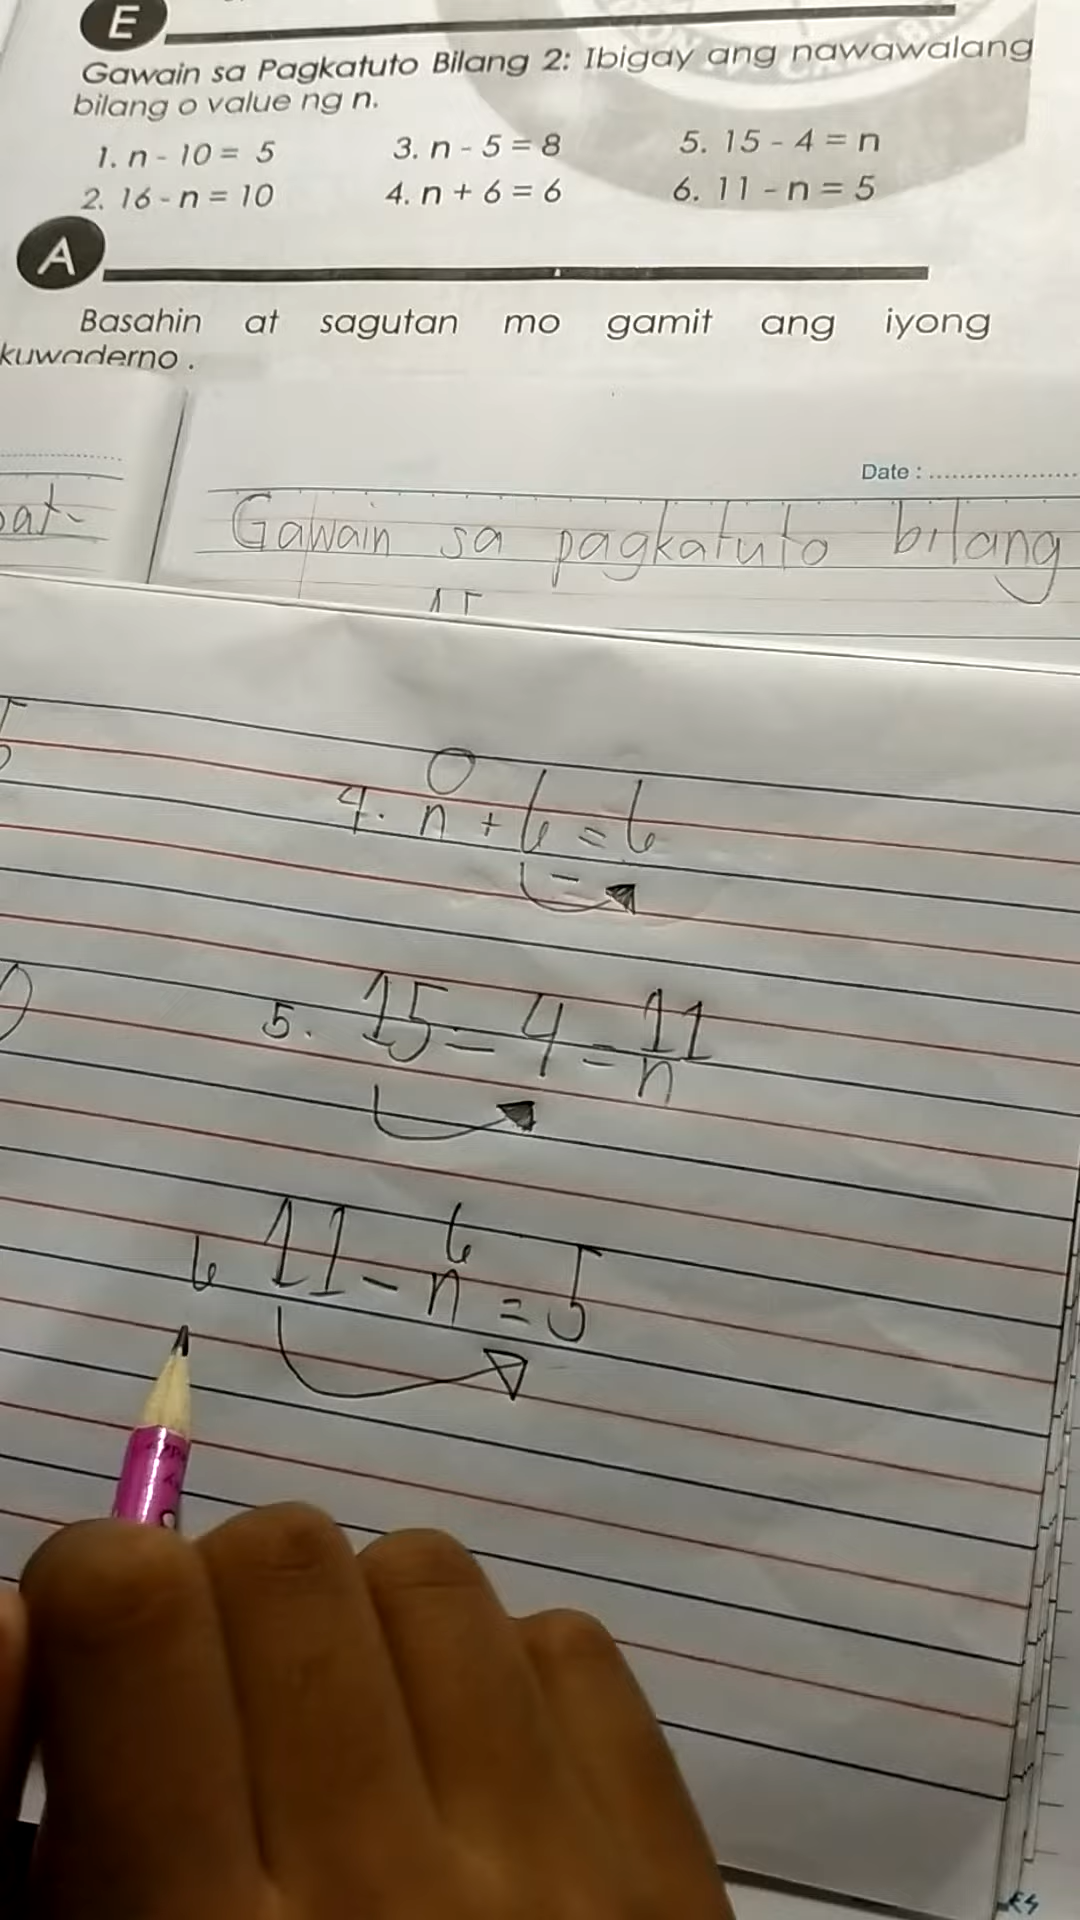 E
Gawain sa Pagkatuto Bilang 2: Ibigay ang nawawalang
bilang o value ng n.
1. n - 10 = 5 3. n - 5 = 8 5. 15 - 4 = n
2. 16 - n = 10 4. n + 6 = 6 6. 11 - n = 5
A
Basahin at sagutan mo gamit ang iyong
kuwaderno .
Date :
Gawain sa pagkatuto bilang
0
4. n + 6 = 6
-
11
5. 15 - 4 = n
6
6 11 - n = 5